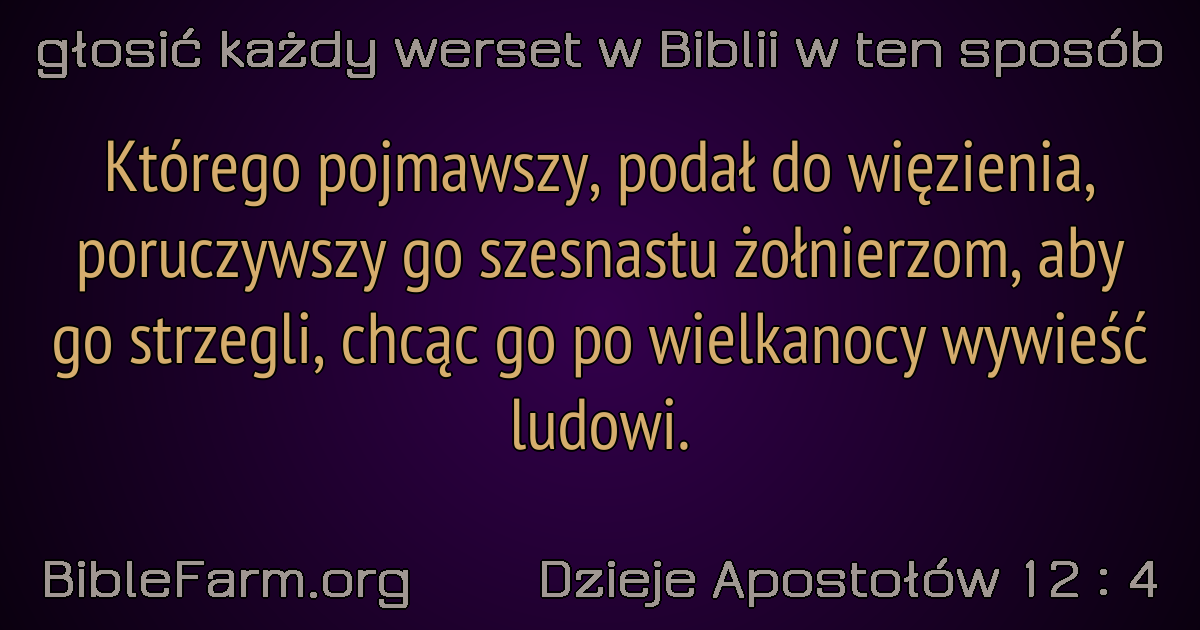 głosić każdy werset w Biblii w ten sposób
Którego pojmawszy, podał do więzienia,
poruczywszy go szesnastu żołnierzom, aby
go strzegli, chcąc go po wielkanocy wywieść
ludowi.
BibleFarm.org
Dzieje Apostołów 12 : 4